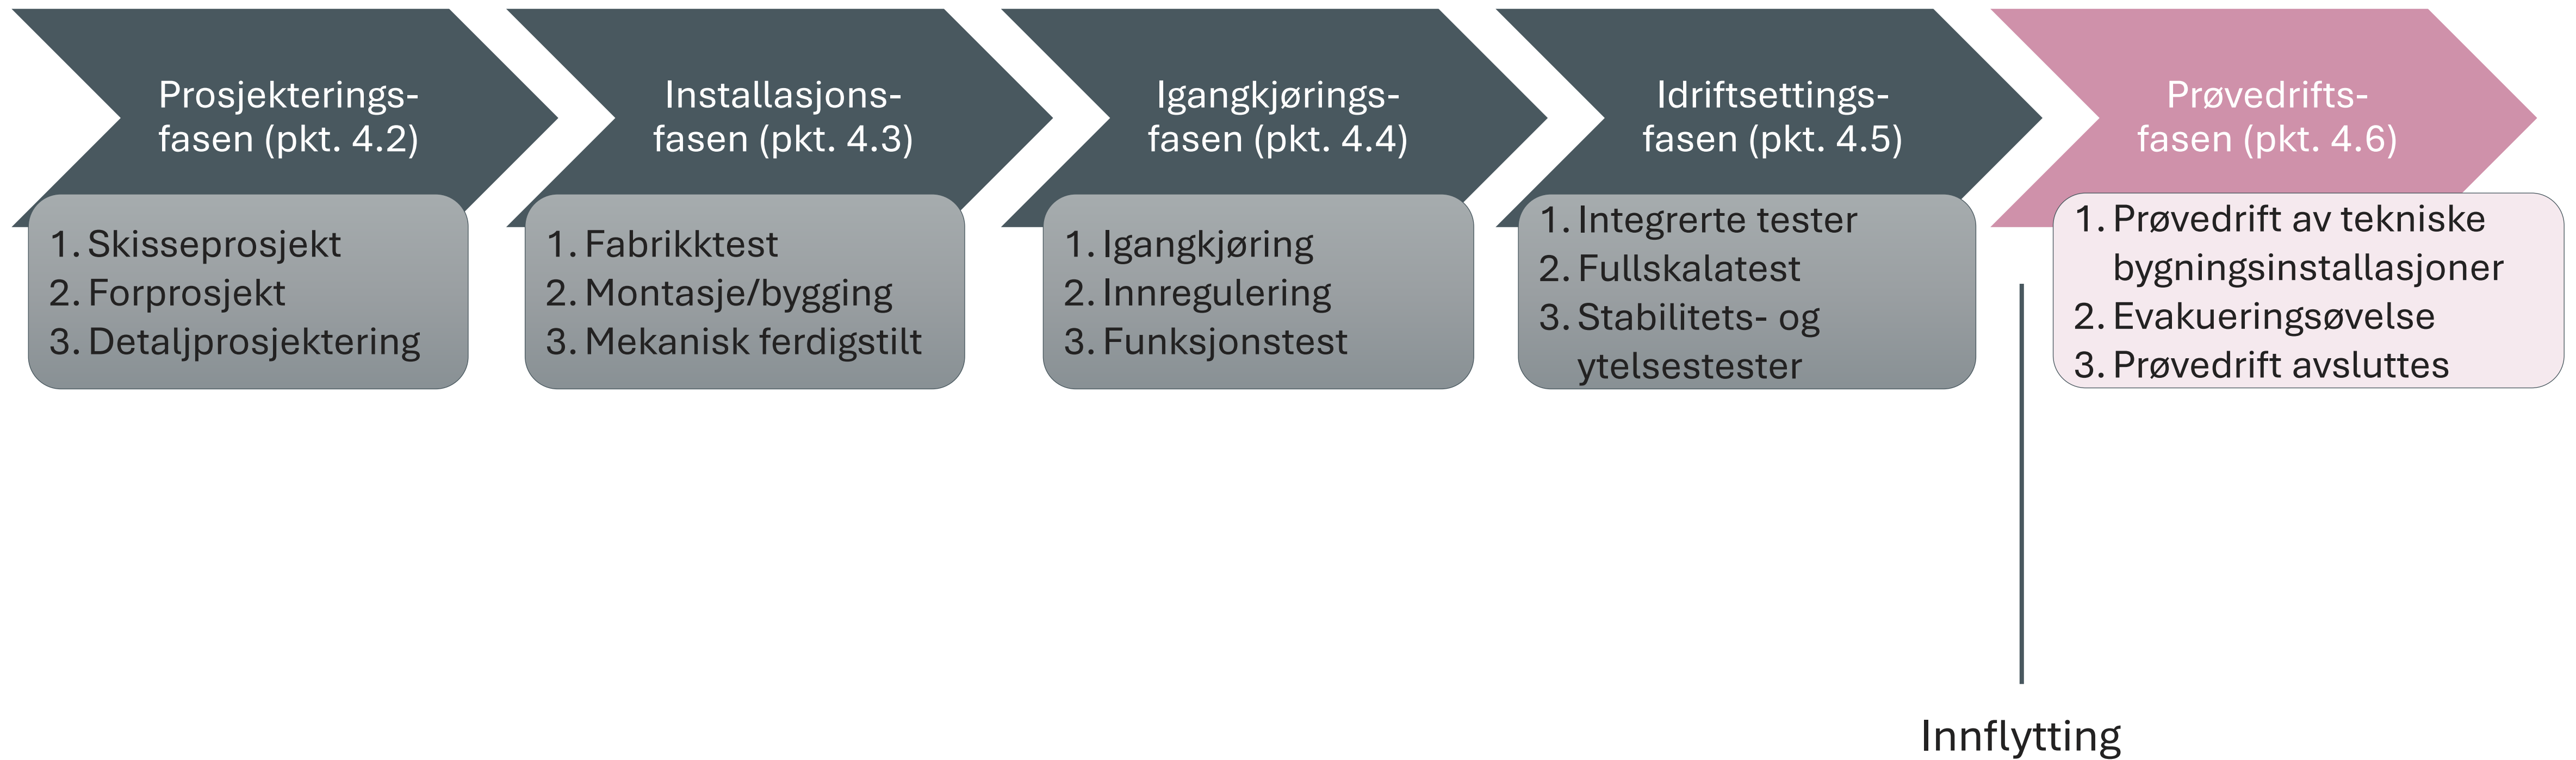 Prosjekterings-
fasen (pkt. 4.2)
1. Skisseprosjekt
2. Forprosjekt
3. Detaljprosjektering
Installasjons-
fasen (pkt. 4.3)
1. Fabrikktest
2. Montasje/bygging
3. Mekanisk ferdigstilt
Igangkjørings-
fasen (pkt. 4.4)
1. Igangkjøring
2. Innregulering
3. Funksjonstest
Idriftsettings-
fasen (pkt. 4.5)
1. Integrerte tester
2. Fullskalatest
3. Stabilitets- og
ytelsestester
Prøvedrifts-
fasen (pkt. 4.6)
1. Prøvedrift av tekniske
bygningsinstallasjoner
2. Evakueringsøvelse
3. Prøvedrift avsluttes
Innflytting